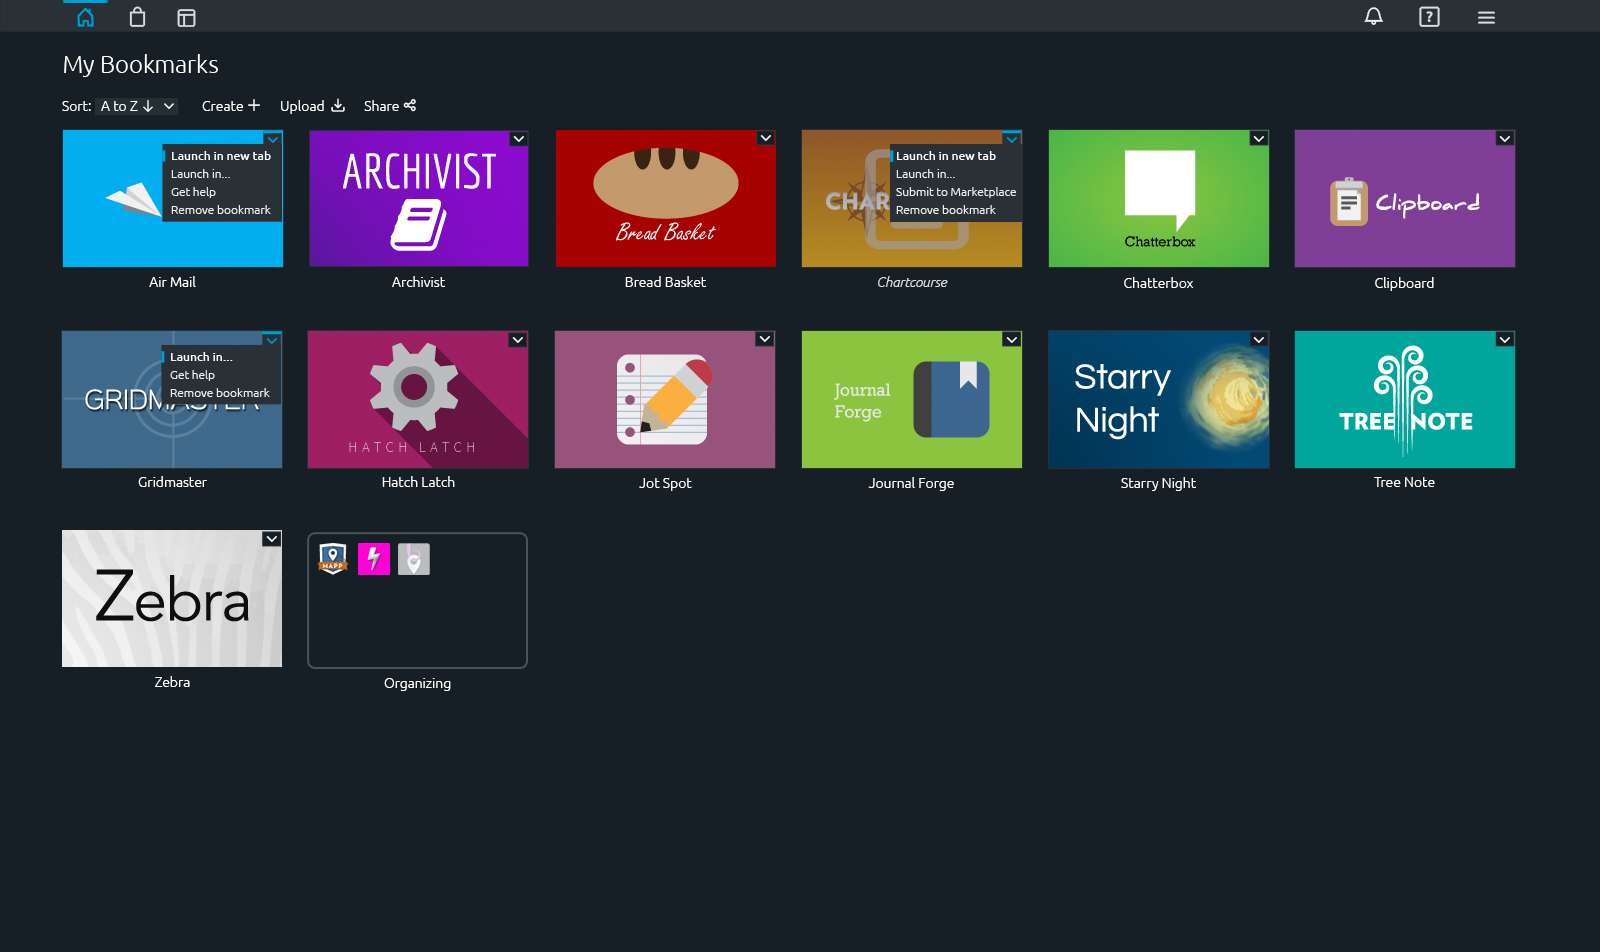 ?
My Bookmarks
Sort: A to Z
Create
Upload
Share
Launch in new tab
Launch in...
Get help
Remove bookmark
Air Mail
ARCHIVIST
Archivist
Bread Basket
Bread Basket
CHAR
Launch in new tab
Launch in...
Submit to Marketplace
Remove bookmark
Chartcourse
Chatterbox
Chatterbox
Clipboard
Clipboard
GRIDMASTER
Launch in...
Get help
Remove bookmark
Gridmaster
HATCH LATCH
Hatch Latch
Jot Spot
Journal
Forge
Journal Forge
Starry
Night
Starry Night
TREE NOTE
Tree Note
Zebra
Zebra
MAPP
Organizing